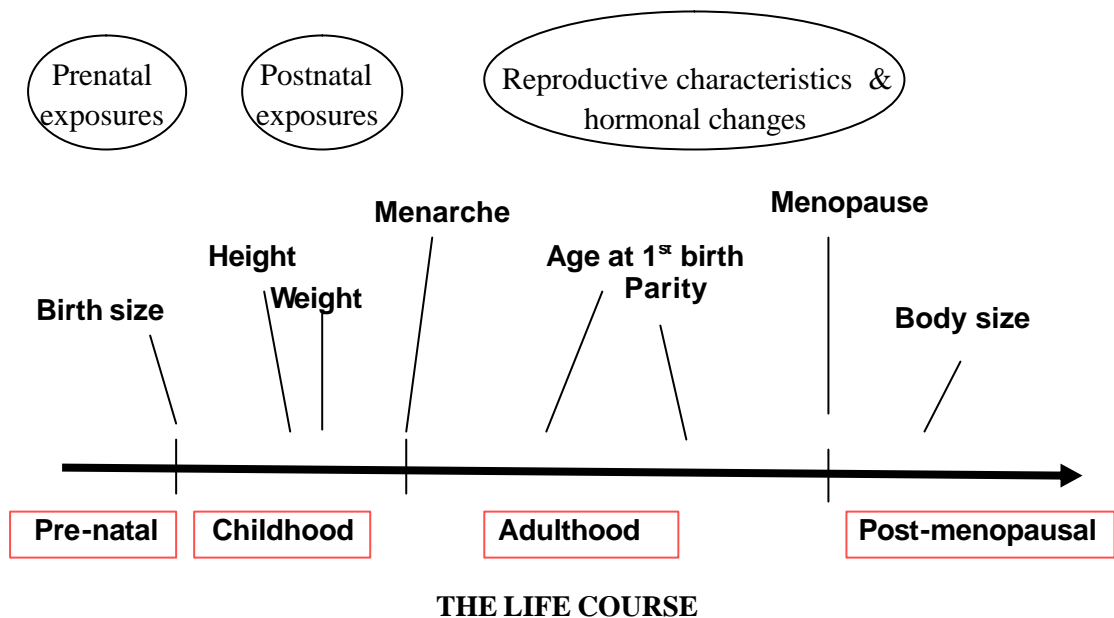 Prenatal
exposures
Postnatal
exposures
Reproductive characteristics &
hormonal changes
Menarche
Menopause
Height
Weight
Age at 1st birth
Parity
Birth size
Body size
Pre-natal
Childhood
Adulthood
Post-menopausal
THE LIFE COURSE